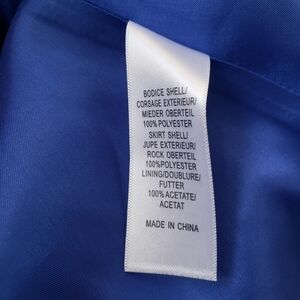 BODICE SHELL/
CORSAGE EXTERIEUR/
MIEDER OBERTEIL
100% POLYESTER
SKIRT SHELL/
JUPE EXTERIEUR/
ROCK OBERTEIL
100%POLYESTER
LINING/DOUBLURE/
FUTTER
100% ACETATE/
ACETAT
MADE IN CHINA